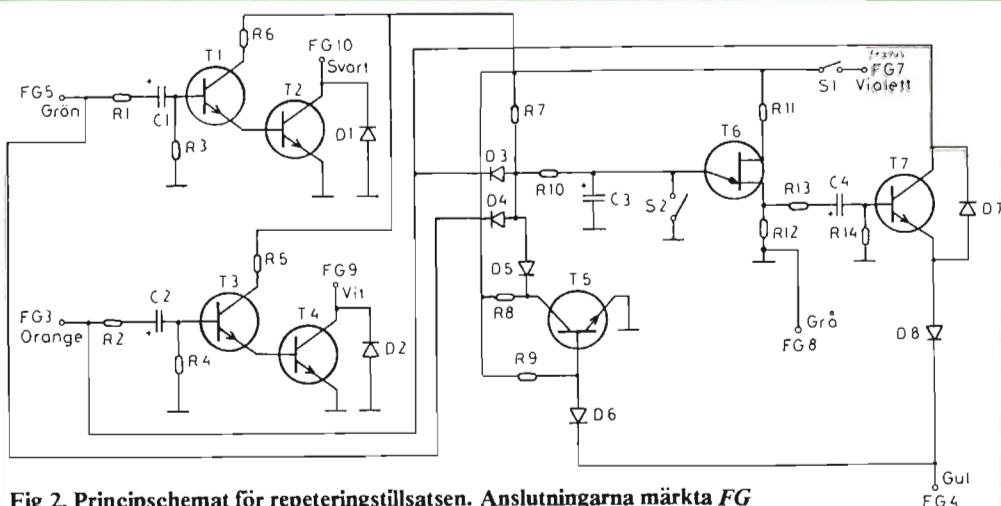 R6
T1
FG10
Svart
FG5
Grön
R1
C1
T2
D1
R3
R7
S1
FG7
Violett
R11
T6
D3
R10
C3
S2
D4
R13
C4
T7
R12
R14
D7
D5
T5
R8
R9
D6
Grå
FG8
D8
R5
FG9
Vit
T3
C2
FG3
Orange
R2
T4
D2
R4
Gul
FG4
Fig 2. Principschemat för repeteringstillsatsen. Anslutningarna märkta FG